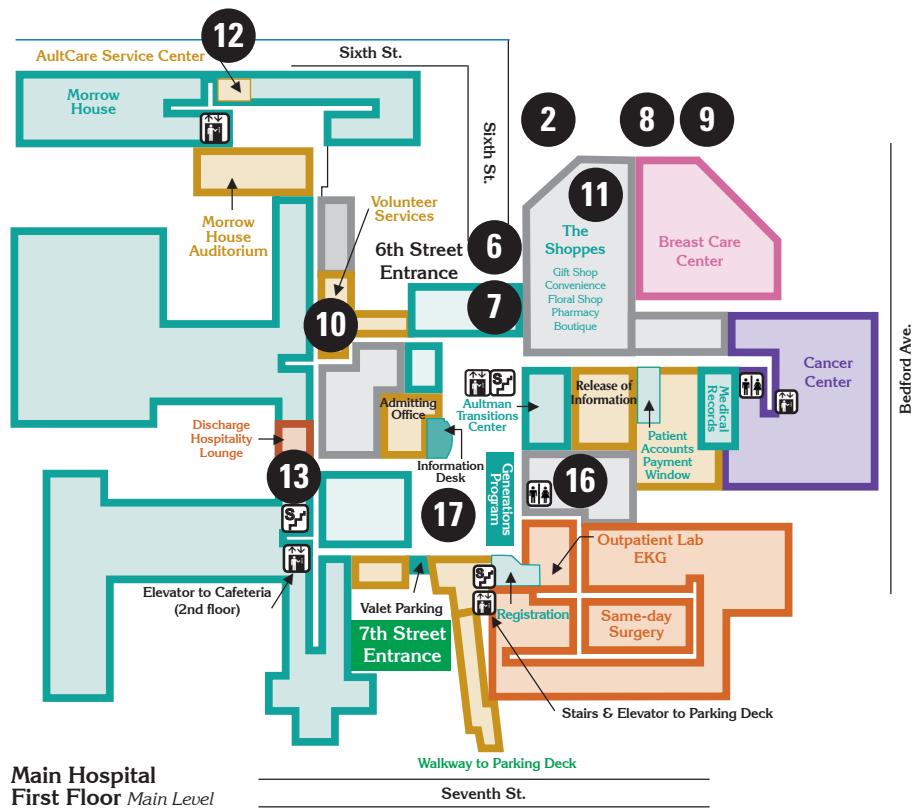 12
AultCare Service Center
Sixth St.
Morrow
House
Sixth St.
2
8
9
Morrow
House
Auditorium
Volunteer
Services
6th Street
Entrance
6
7
10
11
The
Shoppes
Gift Shop
Convenience
Floral Shop
Pharmacy
Boutique
Breast Care
Center
Bedford Ave.
Cancer
Center
Admitting
Office
Aultman
Transitions
Center
Release of
Information
Medical
Records
Patient
Accounts
Payment
Window
Discharge
Hospitality
Lounge
Information
Desk
Generations
Program
13
17
16
S
S
S
Outpatient Lab
EKG
Elevator to Cafeteria
(2nd floor)
Valet Parking
Registration
Same-day
Surgery
7th Street
Entrance
Stairs & Elevator to Parking Deck
Walkway to Parking Deck
Main Hospital
First Floor Main Level
Seventh St.